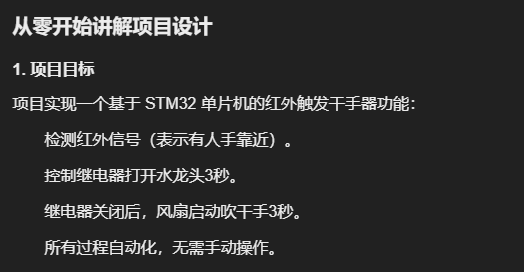 从零开始讲解项目设计
1. 项目目标
项目实现一个基于 STM32 单片机的红外触发干手器功能：
检测红外信号（表示有人手靠近）。
控制继电器打开水龙头3秒。
继电器关闭后，风扇启动吹干手3秒。
所有过程自动化，无需手动操作。